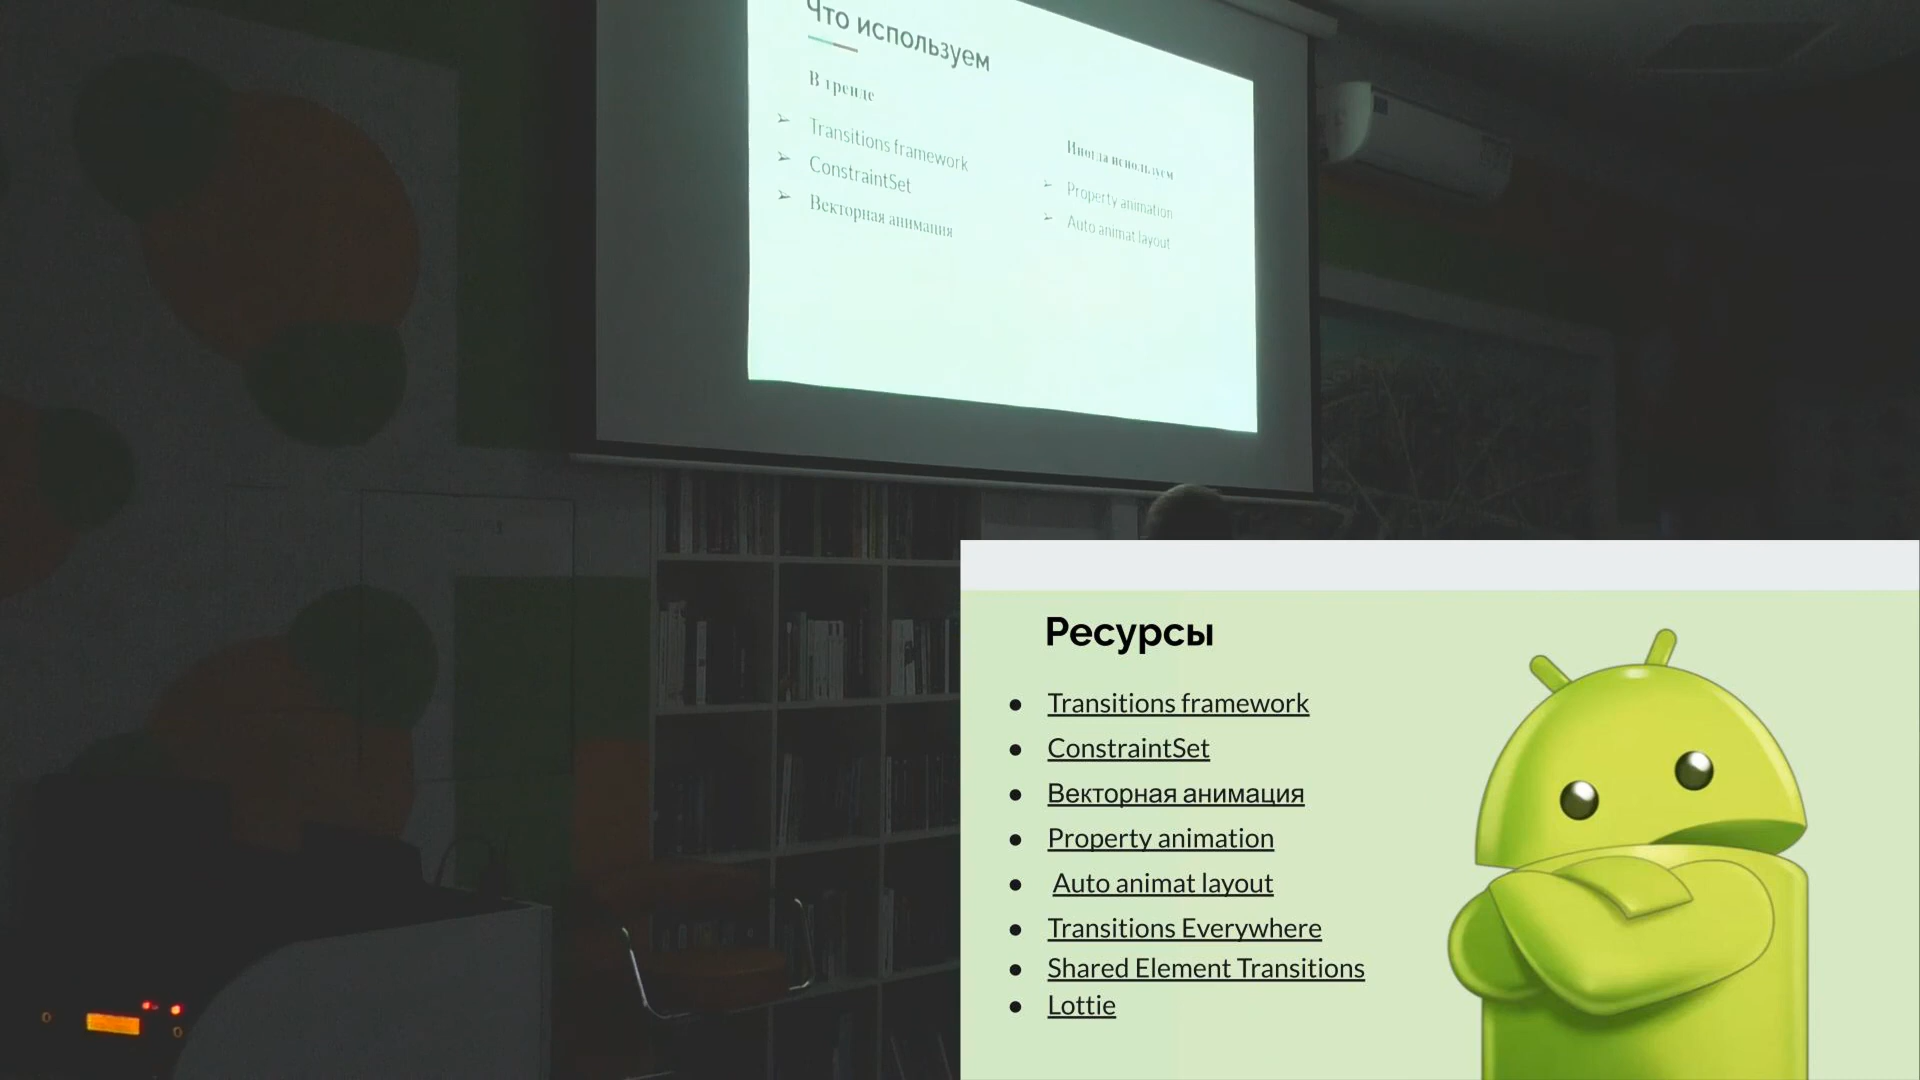 Что используем
В тренде
➢ Transitions framework
➢ ConstraintSet
➢ Векторная анимация
Иногда используем
➢ Property animation
➢ Auto animat layout
Ресурсы
● Transitions framework
● ConstraintSet
● Векторная анимация
● Property animation
● Auto animat layout
● Transitions Everywhere
● Shared Element Transitions
● Lottie